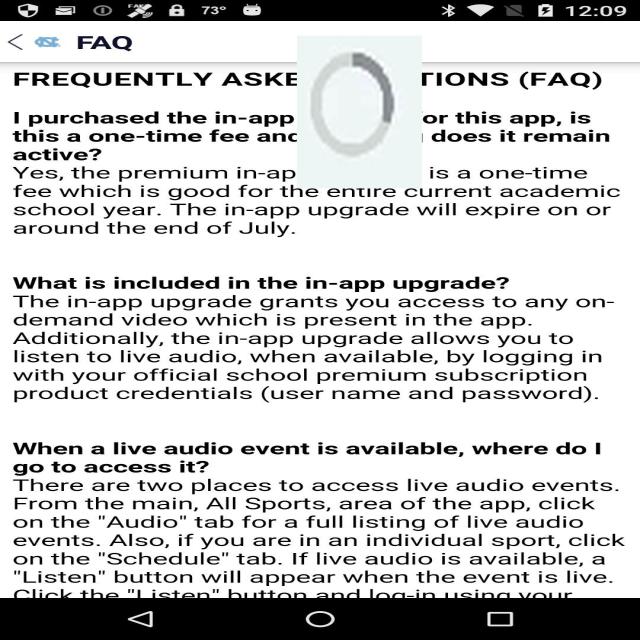 73° 12:09
FAQ
FREQUENTLY ASKE TIONS (FAQ)
I purchased the in-app or this app, is
this a one-time fee and does it remain
active?
Yes, the premium in-ap is a one-time
fee which is good for the entire current academic
school year. The in-app upgrade will expire on or
around the end of July.
What is included in the in-app upgrade?
The in-app upgrade grants you access to any on-
demand video which is present in the app.
Additionally, the in-app upgrade allows you to
listen to live audio, when available, by logging in
with your official school premium subscription
product credentials (user name and password).
When a live audio event is available, where do I
go to access it?
There are two places to access live audio events.
From the main, All Sports, area of the app, click
on the "Audio" tab for a full listing of live audio
events. Also, if you are in an individual sport, click
on the "Schedule" tab. If live audio is available, a
"Listen" button will appear when the event is live.
Click the "Listen" button and log-in using your